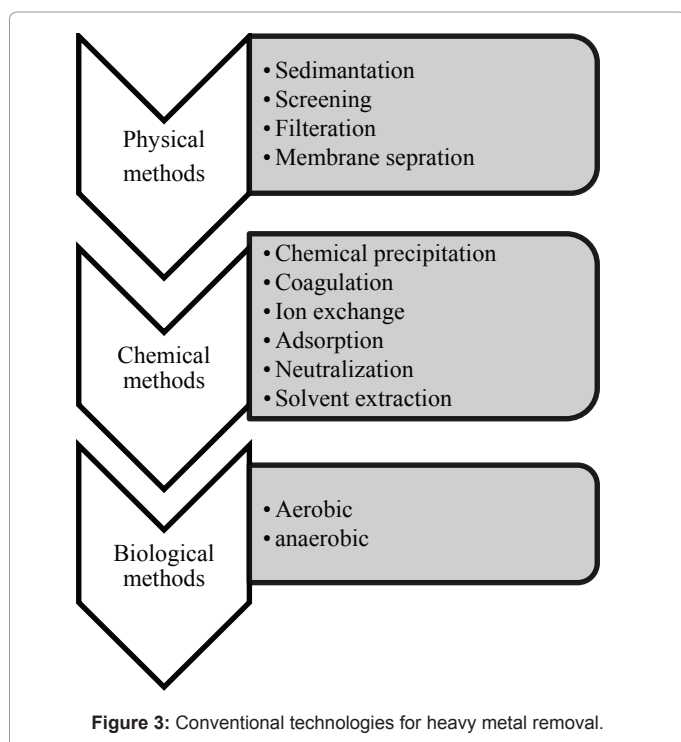 Physical
methods
• Sedimantation
• Screening
• Filteration
• Membrane sepration
Chemical
methods
• Chemical precipitation
• Coagulation
• Ion exchange
• Adsorption
• Neutralization
• Solvent extraction
Biological
methods
• Aerobic
• anaerobic
Figure 3: Conventional technologies for heavy metal removal.